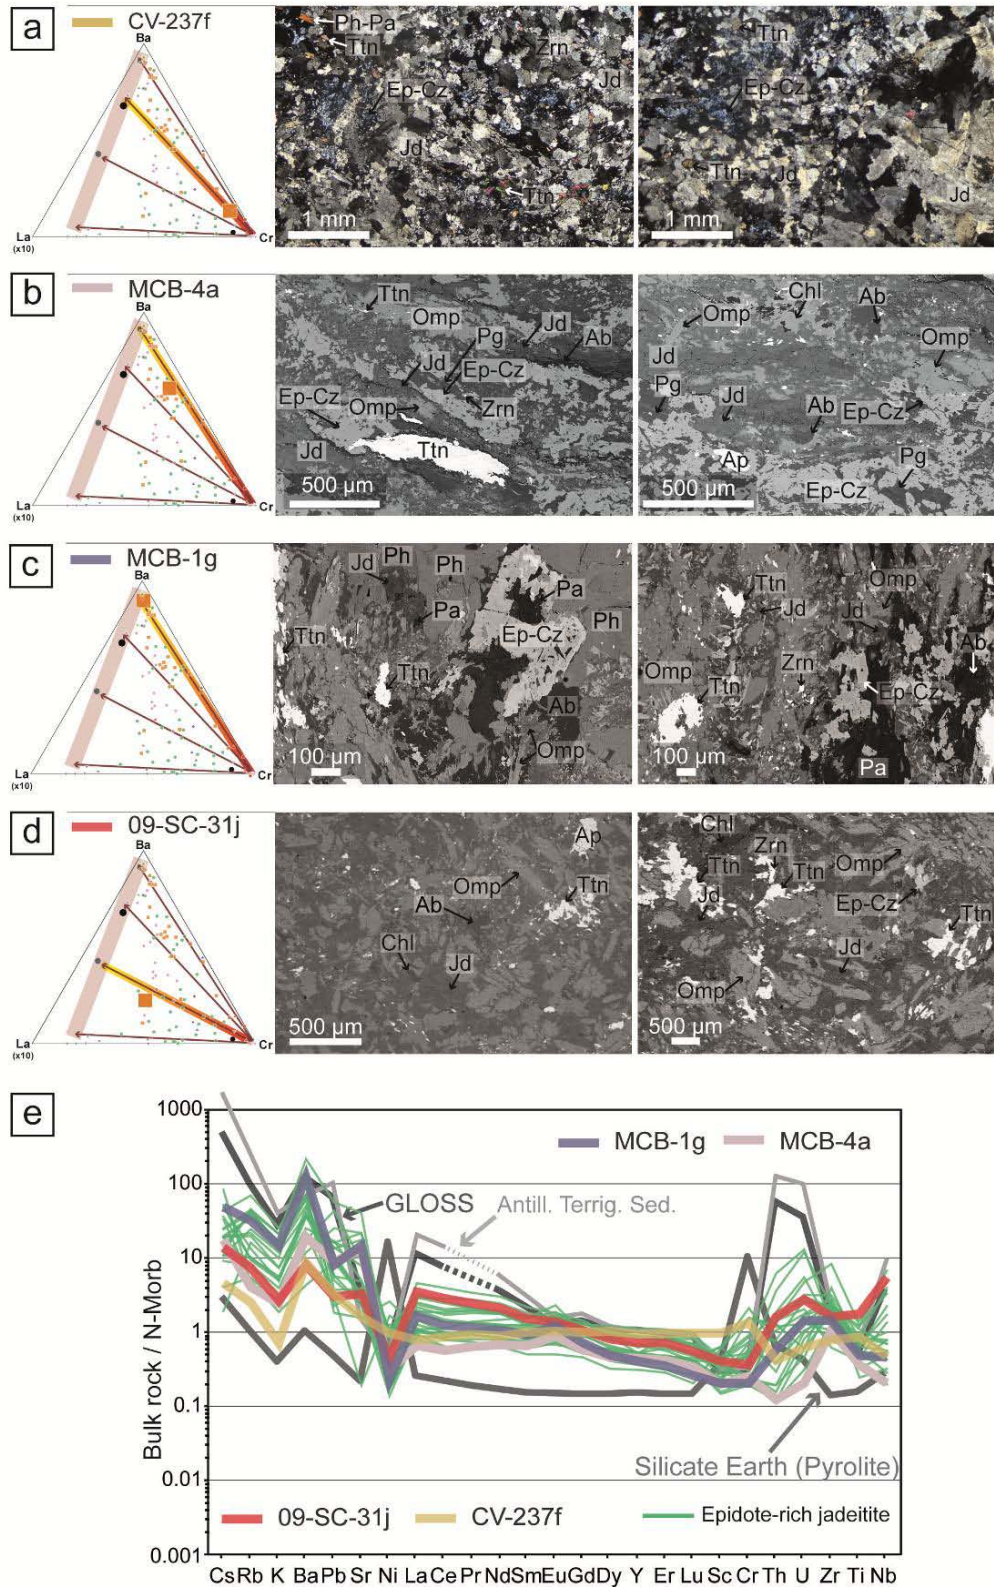 a
CV-237f
Ba
La
(x10)
Cr
Ph-Pa
Ttn
Zrn
Jd
Ep-Cz
Jd
Ttn
1 mm
Ttn
Ep-Cz
Ttn
Jd
Jd
1 mm
b
MCB-4a
Ba
La
(x10)
Cr
Ttn
Omp
Pg
Jd
Ab
Jd
Ep-Cz
Ep-Cz
Omp
Zrn
Jd
Ttn
500 µm
Chl
Ab
Omp
Omp
Jd
Pg
Jd
Ab
Ep-Cz
Ap
Pg
Ep-Cz
500 µm
c
MCB-1g
Ba
La
(x10)
Cr
Jd
Ph
Ph
Pa
Pa
Ttn
Ep-Cz
Ph
Ttn
Ab
Omp
100 µm
Omp
Ttn
Jd
Jd
Ab
Zrn
Omp
Ttn
Ep-Cz
Pa
100 µm
d
09-SC-31j
Ba
La
(x10)
Cr
Ap
Omp
Ttn
Ab
Chl
Jd
500 µm
Chl
Zrn
Omp
Ttn
Ttn
Jd
Ep-Cz
Ttn
Jd
Omp
500 µm
e
Bulk rock / N-Morb
1000
100
10
1
0.1
0.01
0.001
MCB-1g
MCB-4a
GLOSS
Antill. Terrig. Sed.
Silicate Earth (Pyrolite)
09-SC-31j
CV-237f
Epidote-rich jadeitite
Cs Rb K Ba Pb Sr Ni La Ce Pr Nd Sm Eu Gd Dy Y Er Lu Sc Cr Th U Zr Ti Nb